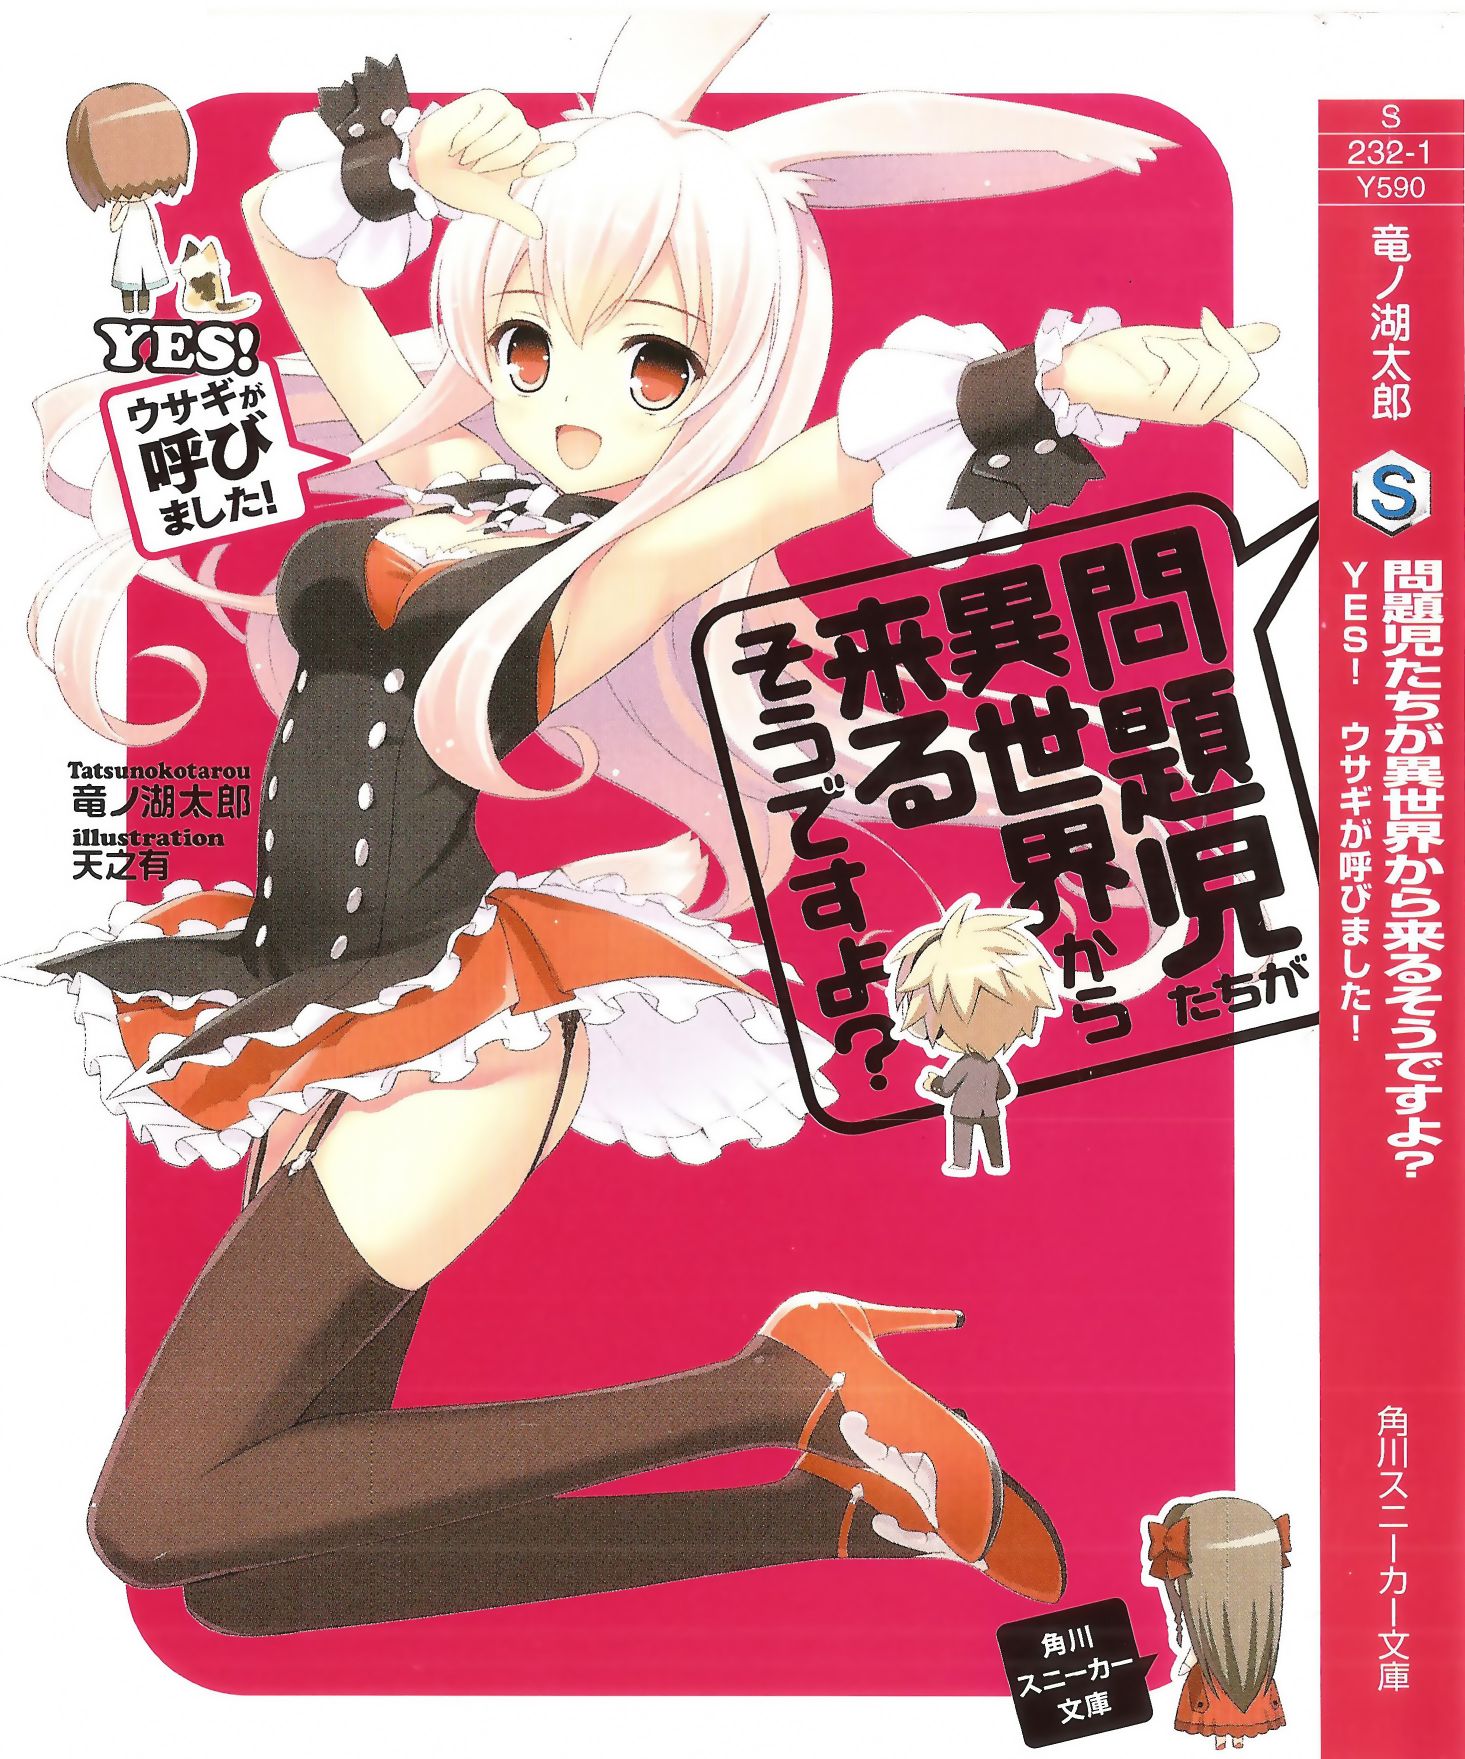 YES!
ウサギが
呼び
ました!
問題児たちが
異世界から
来る
そうですよ?
Tatsunokotarou
竜ノ湖太郎
illustration
天之有
角川
スニーカー
文庫
S
232-1
Y590
竜ノ湖太郎
S
問題児たちが異世界から来るそうですよ?
YES! ウサギが呼びました!
角川スニーカー文庫